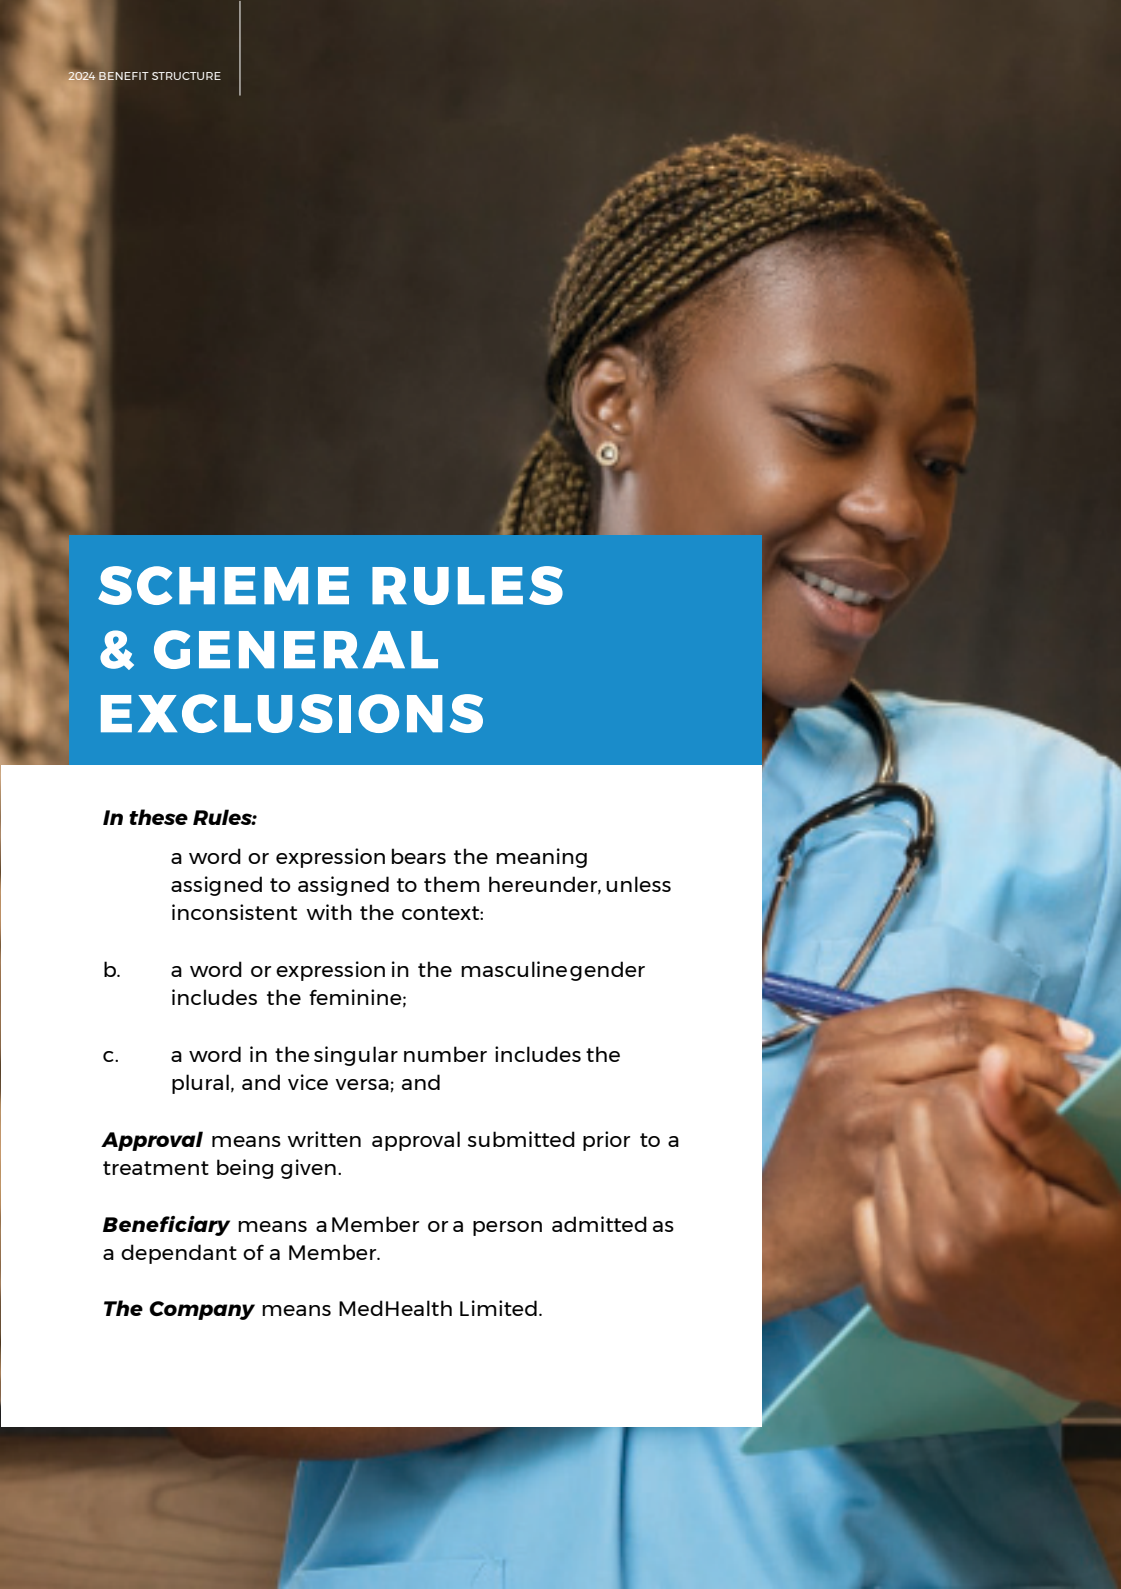 2024 BENEFIT STRUCTURE
SCHEME RULES
& GENERAL
EXCLUSIONS
In these Rules:
a word or expression bears the meaning
assigned to assigned to them hereunder, unless
inconsistent with the context:
b. a word or expression in the masculine gender
includes the feminine;
c. a word in the singular number includes the
plural, and vice versa; and
Approval means written approval submitted prior to a
treatment being given.
Beneficiary means a Member or a person admitted as
a dependant of a Member.
The Company means MedHealth Limited.